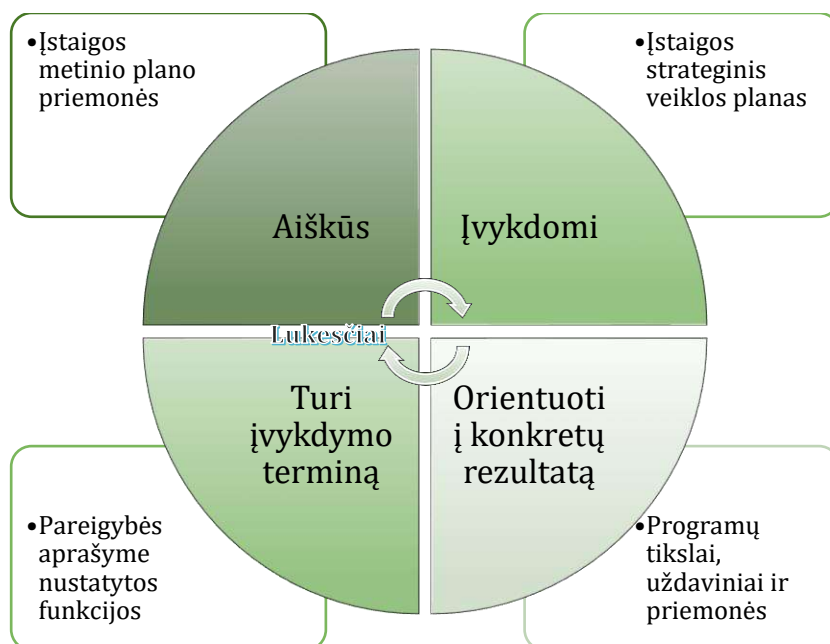 •Įstaigos
metinio plano
priemonės
•Įstaigos
strateginis
veiklos planas
Aiškūs
Įvykdomi
Lukesčiai
Turi
įvykdymo
terminą
Orientuoti
į konkretų
rezultatą
•Pareigybės
aprašyme
nustatytos
funkcijos
•Programų
tikslai,
uždaviniai ir
priemonės